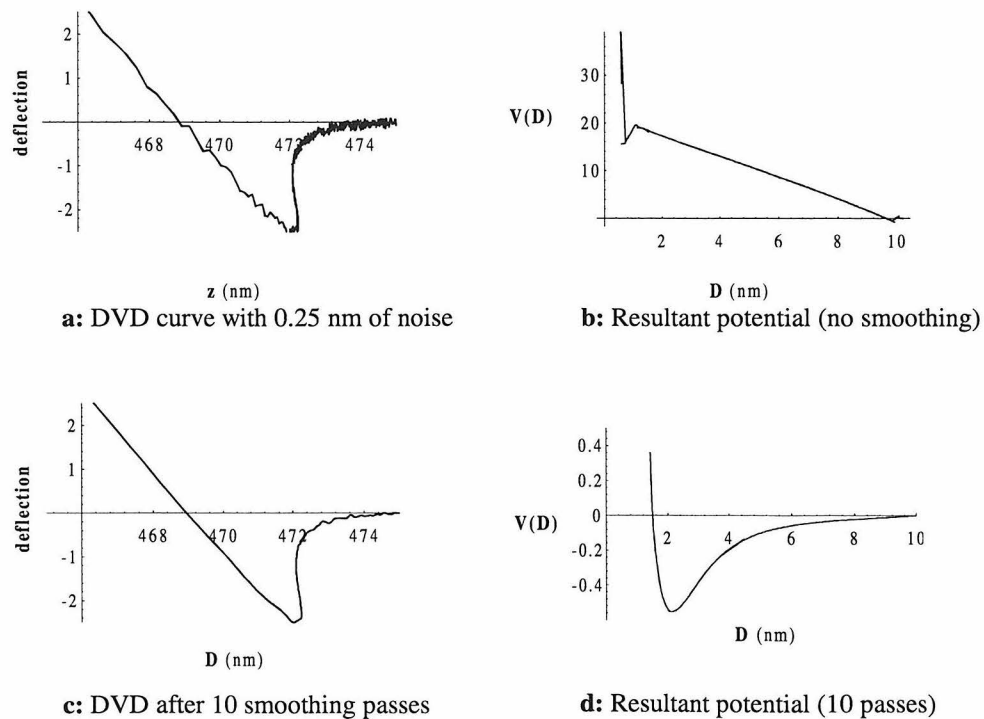 2
1
-1
-2
deflection
468
470
472
474
z (nm)
a: DVD curve with 0.25 nm of noise
30
20
10
V(D)
2
4
6
8
10
D (nm)
b: Resultant potential (no smoothing)
2
1
-1
-2
deflection
468
470
472
474
D (nm)
c: DVD after 10 smoothing passes
0.4
0.2
0
-0.2
-0.4
V(D)
2
4
6
8
10
D (nm)
d: Resultant potential (10 passes)